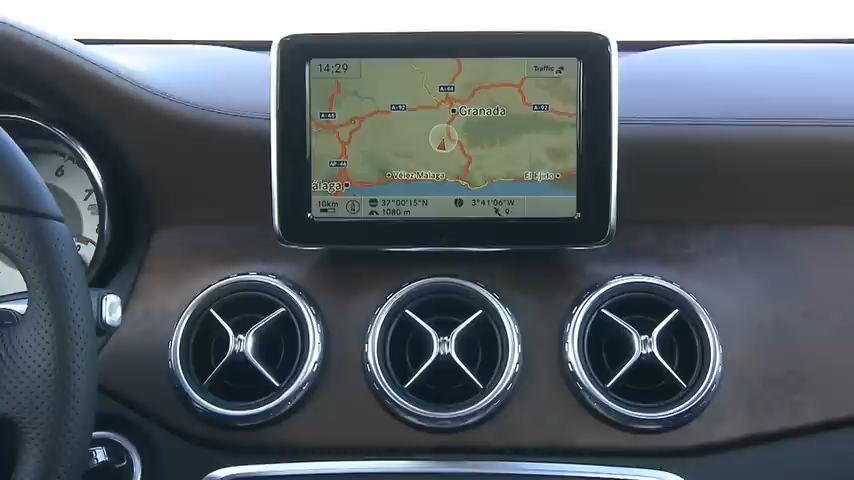 14:29
Traffic
A-44
A-92
A-92
Granada
A-45
AP-46
Vélez-Málaga
El Ejido
álaga
10km
37°00'15"N
3°41'06"W
1080 m
9
6
7